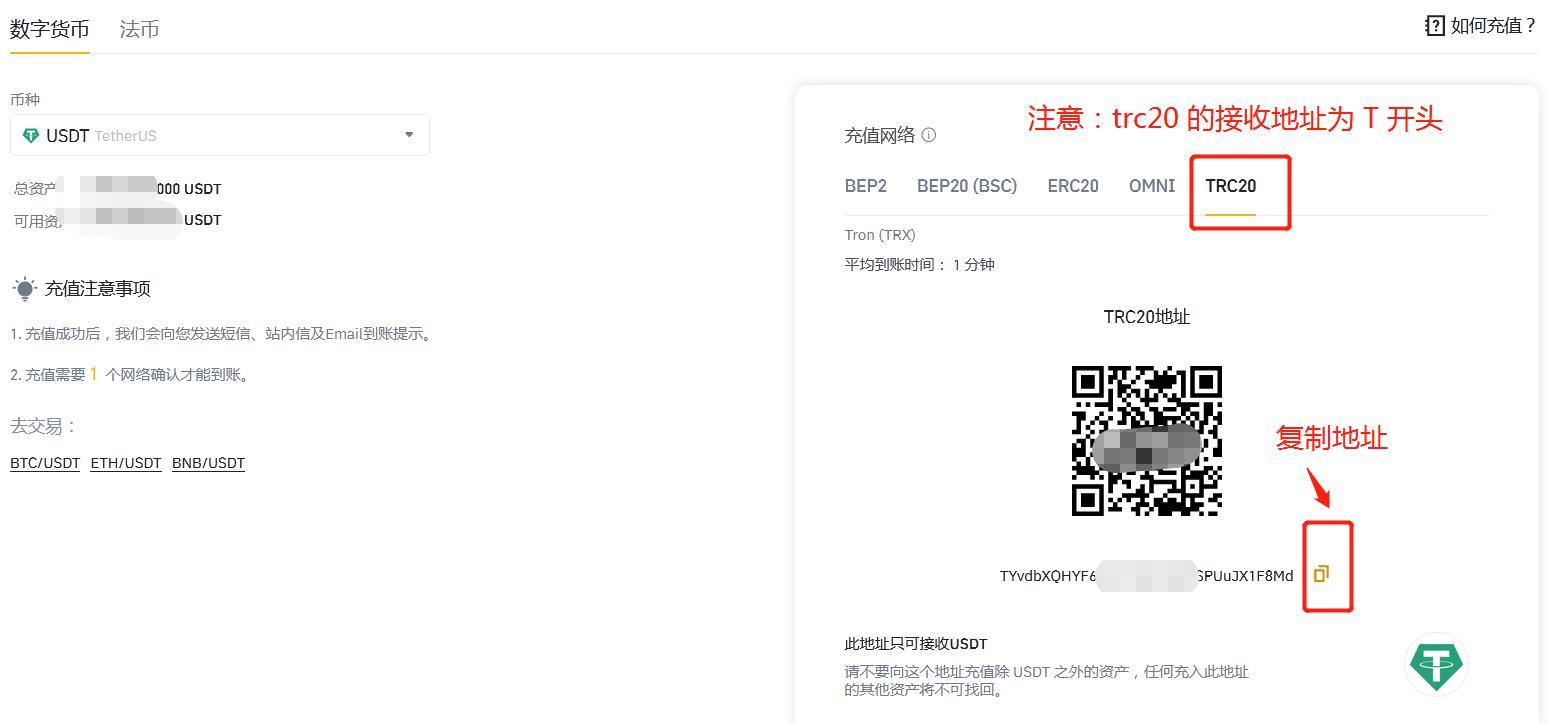 数字货币 法币
如何充值？
币种
USDT TetherUS
总资产 000 USDT
可用资 USDT
充值注意事项
1. 充值成功后，我们会向您发送短信、站内信及Email到账提示。
2. 充值需要 1 个网络确认才能到账。
去交易：
BTC/USDT ETH/USDT BNB/USDT
注意：trc20 的接收地址为 T 开头
充值网络
BEP2 BEP20 (BSC) ERC20 OMNI TRC20
Tron (TRX)
平均到账时间： 1 分钟
TRC20地址
复制地址
TYvdbXQHYF6 SPUuJX1F8Md
此地址只可接收USDT
请不要向这个地址充值除 USDT 之外的资产，任何充入此地址
的其他资产将不可找回。